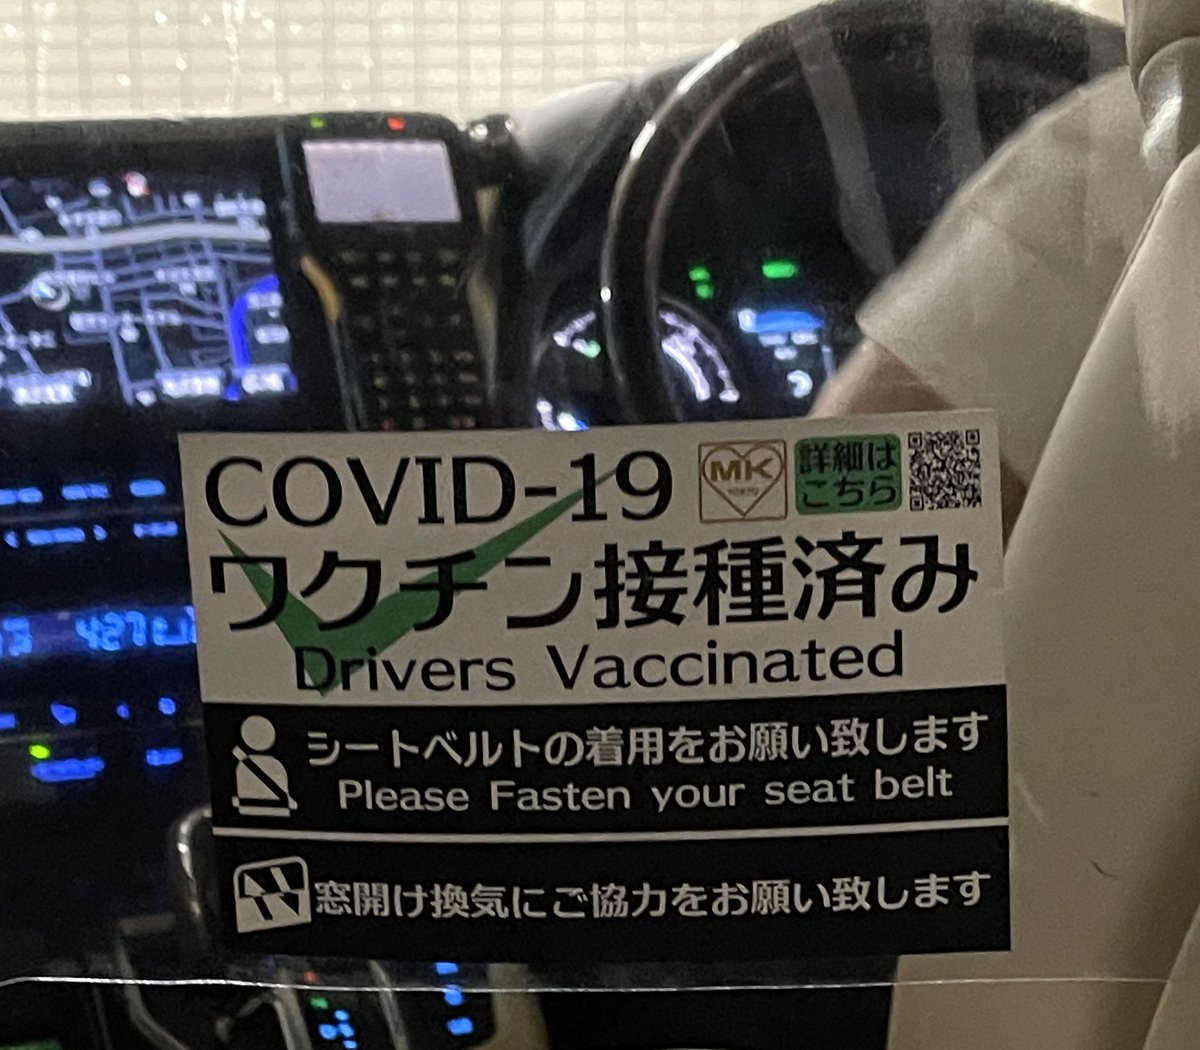 COVID-19
MK
TOKYO
詳細は
こちら
ワクチン接種済み
Drivers Vaccinated
シートベルトの着用をお願い致します
Please Fasten your seat belt
窓開け換気にご協力をお願い致します